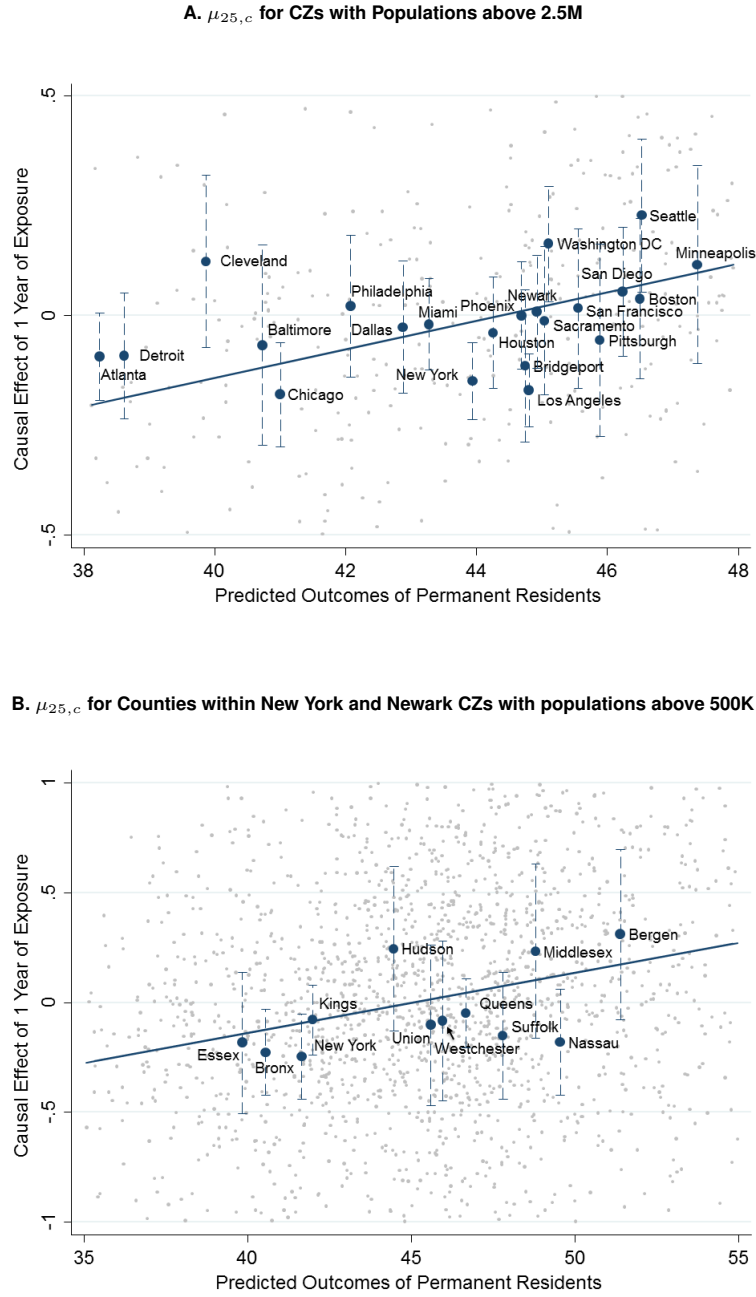 A. μ25,c for CZs with Populations above 2.5M
Causal Effect of 1 Year of Exposure
.5
0
-.5
Seattle
Washington DC
Minneapolis
Cleveland
San Diego
Philadelphia
Newark
Boston
Phoenix
Miami
San Francisco
Baltimore
Dallas
Sacramento
Houston
Pittsburgh
Detroit
Bridgeport
Atlanta
New York
Chicago
Los Angeles
38 40 42 44 46 48
Predicted Outcomes of Permanent Residents
B. μ25,c for Counties within New York and Newark CZs with populations above 500K
Causal Effect of 1 Year of Exposure
1
.5
0
-.5
-1
Bergen
Hudson
Middlesex
Kings
Queens
Suffolk
Union
New York
Westchester
Nassau
Essex
Bronx
35 40 45 50 55
Predicted Outcomes of Permanent Residents